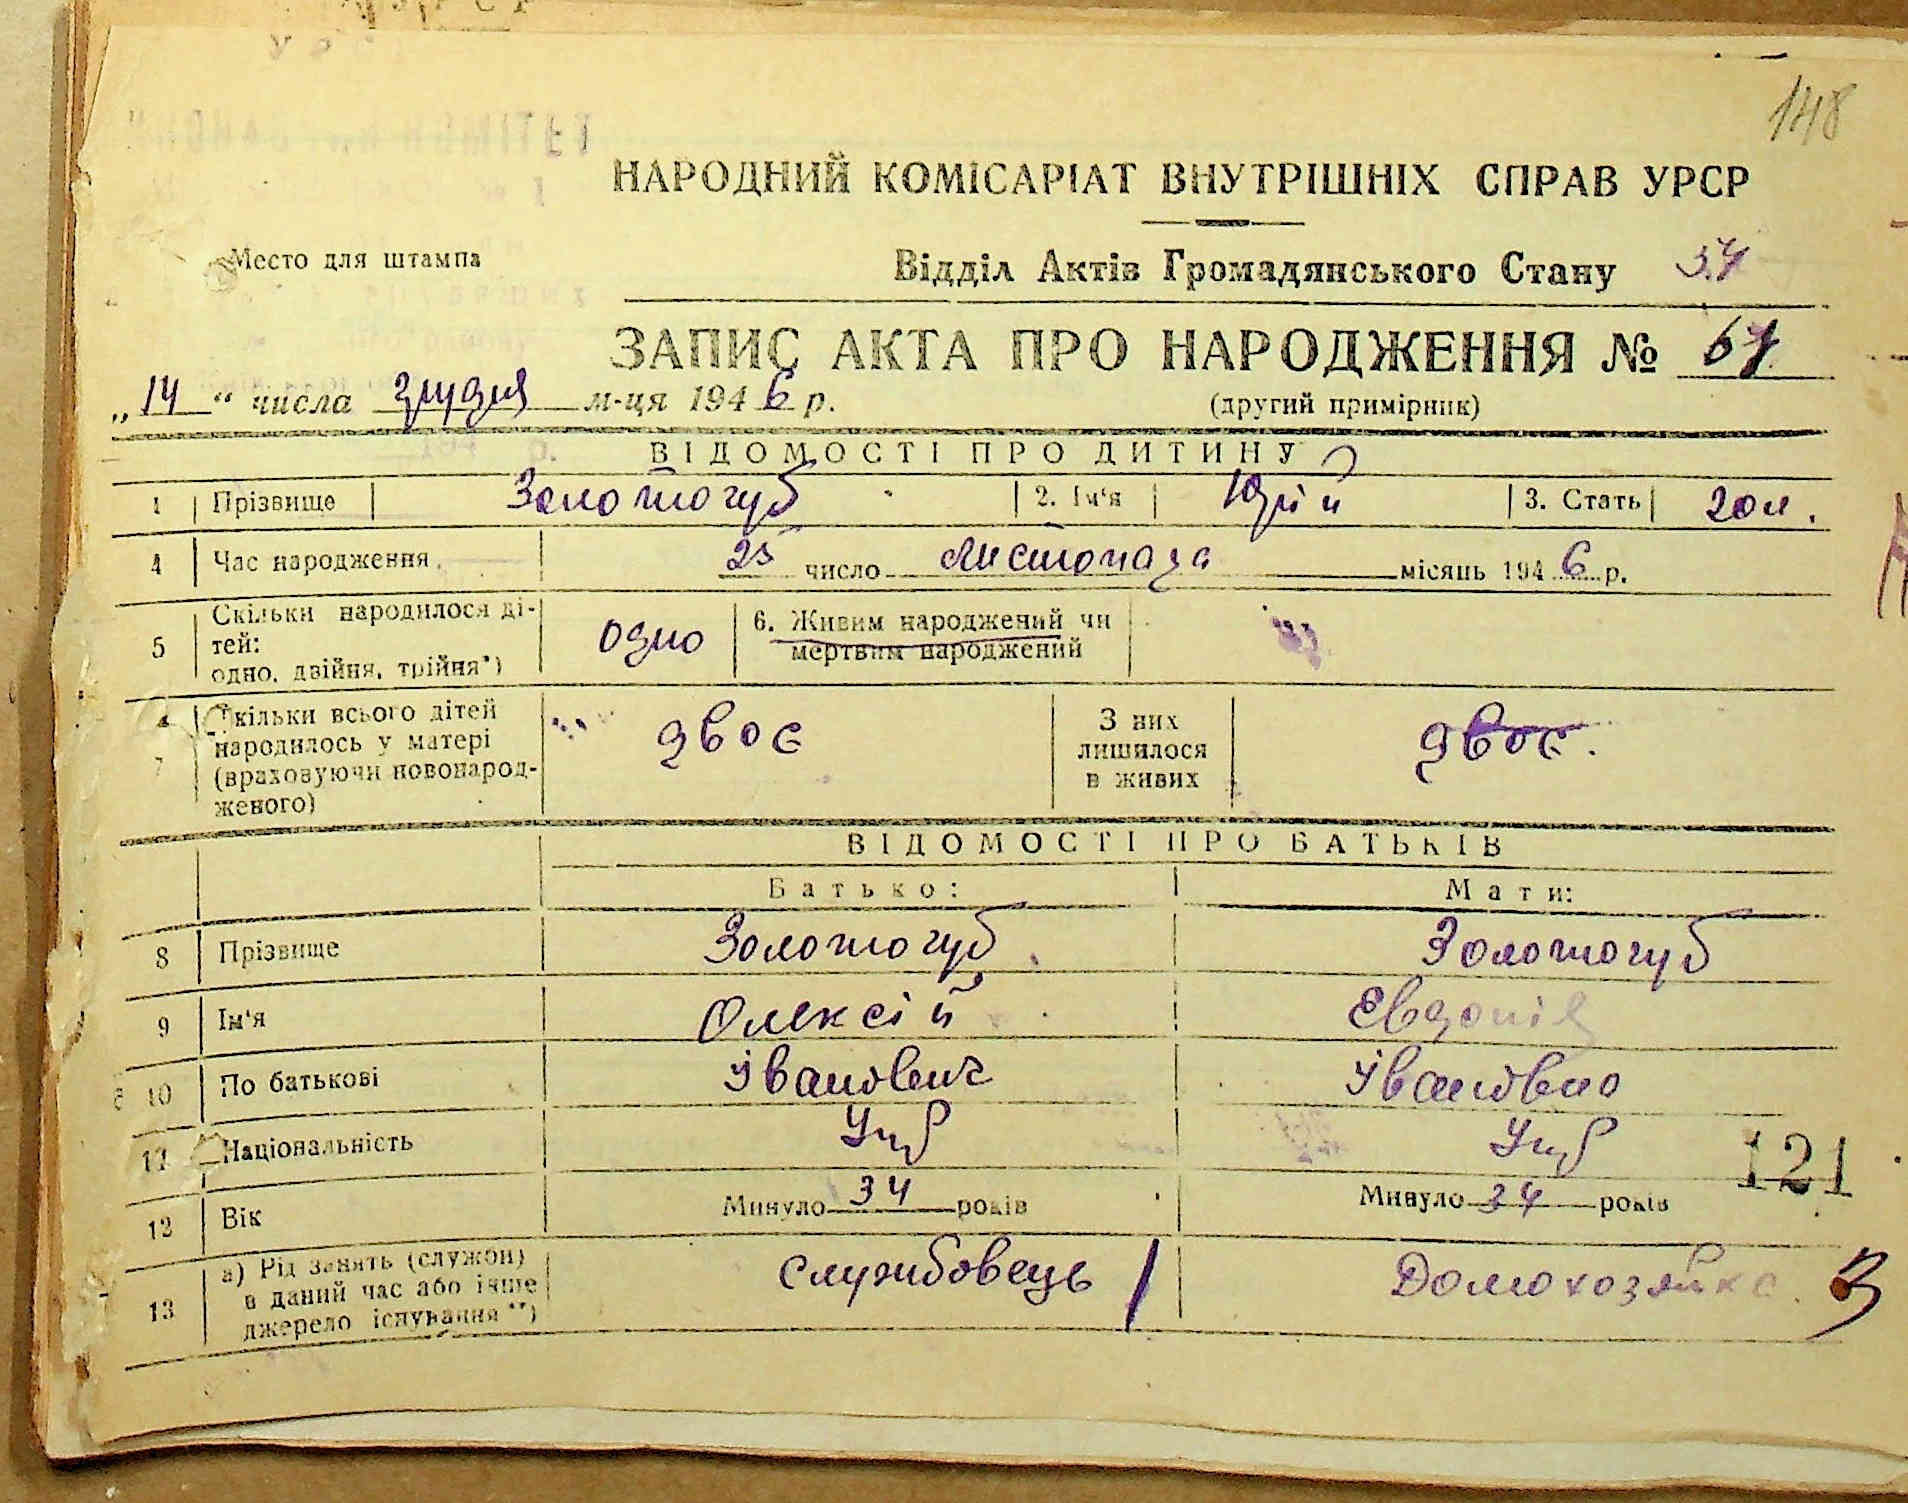 148
НАРОДНИЙ КОМІСАРІАТ ВНУТРІШНІХ СПРАВ УРСР
Место для штампа
Відділ Актів Громадянського Стану
ЗАПИС АКТА ПРО НАРОДЖЕННЯ № 67
„14“ числа грудня м-ця 1946 р.
(другий примірник)
ВІДОМОСТІ ПРО ДИТИНУ
1 Прізвище Золотогуб 2. Ім‘я Юрій 3. Стать чол.
4 Час народження 25 число Листопада місяць 1946 р.
5 Скільки народилося ді-
тей:
одно, двійня, трійня*)
одно
6. Живим народжений чи
мертвим народжений
7 Скільки всього дітей
народилось у матері
(враховуючи новонарод-
женого)
двоє
З них
лишилося
в живих
двоє.
ВІДОМОСТІ ПРО БАТЬКІВ
Батько: Мати:
8 Прізвище Золотогуб Золотогуб
9 Ім‘я Олексій Євдокія
10 По батькові Іванович Івановна
11 Національність Укр Укр
121
12 Вік Минуло 34 років Минуло 34 років
13 а) Рід занять (служби)
в даний час або інше
джерело існування**)
службовець Домохозяйка.